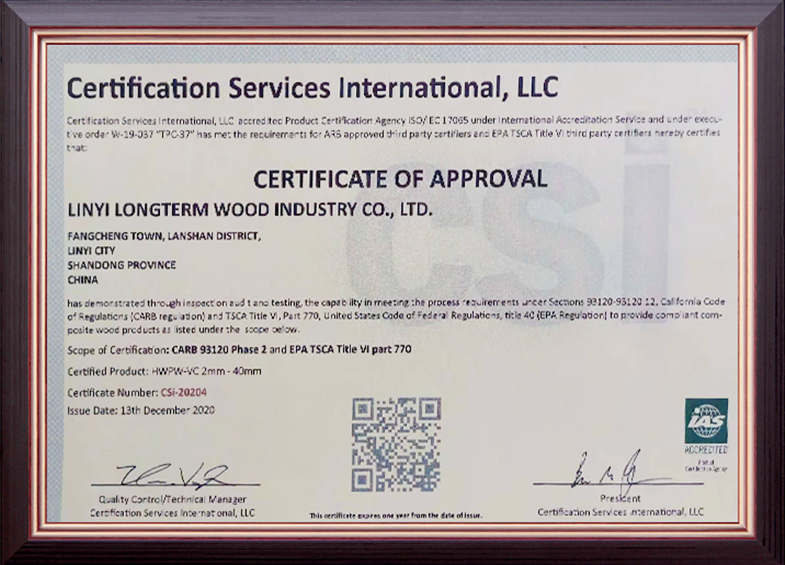 Certification Services International, LLC
Certification Services International, LLC accredited Product Certification Agency ISO/IEC 17065 under International Accreditation Service and under execu-
tive order W-19-037 "TPC-37" has met the requirements for ARB approved third party certifiers and EPA TSCA Title VI third party certifiers hereby certifies
that:
CERTIFICATE OF APPROVAL
LINYI LONGTERM WOOD INDUSTRY CO., LTD.
FANGCHENG TOWN, LANSHAN DISTRICT,
LINYI CITY
SHANDONG PROVINCE
CHINA
has demonstrated through inspection audit and testing, the capability in meeting the process requirements under Sections 93120-93120.12, California Code
of Regulations (CARB regulation) and TSCA Title VI, Part 770, United States Code of Federal Regulations, title 40 (EPA Regulation) to provide compliant com-
posite wood products as listed under the scope below.
Scope of Certification: CARB 93120 Phase 2 and EPA TSCA Title VI part 770
Certified Product: HWPW-VC 2mm - 40mm
Certificate Number: CSi-20204
Issue Date: 13th December 2020
csi
IAS
ACCREDITED
Product
Certification Agency
Quality Control/Technical Manager
Certification Services International, LLC
This certificate expires one year from the date of issue.
President
Certification Services International, LLC